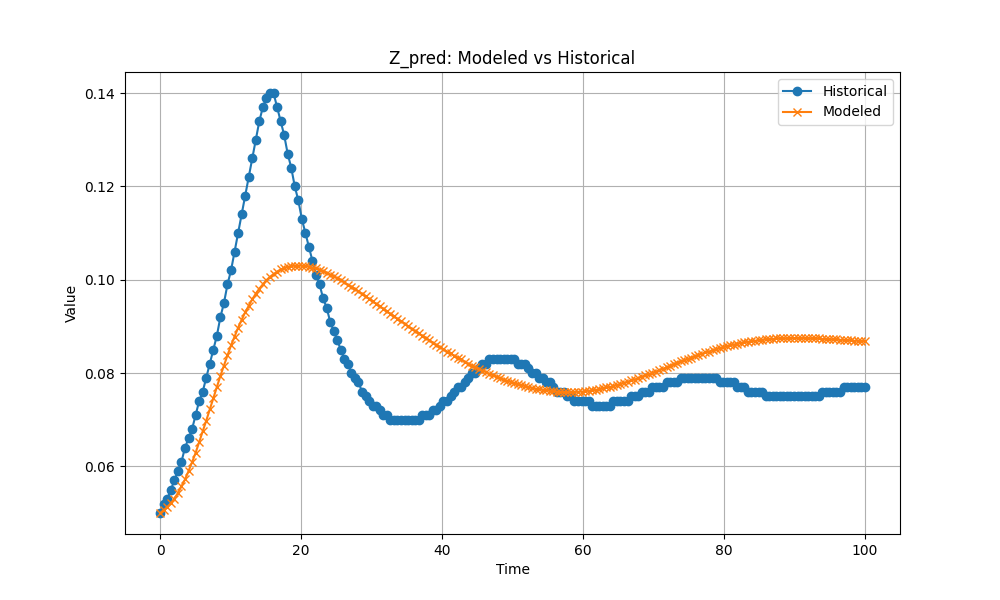 Z_pred: Modeled vs Historical
Historical
Modeled
0.14
0.12
0.10
0.08
0.06
Value
0
20
40
60
80
100
Time